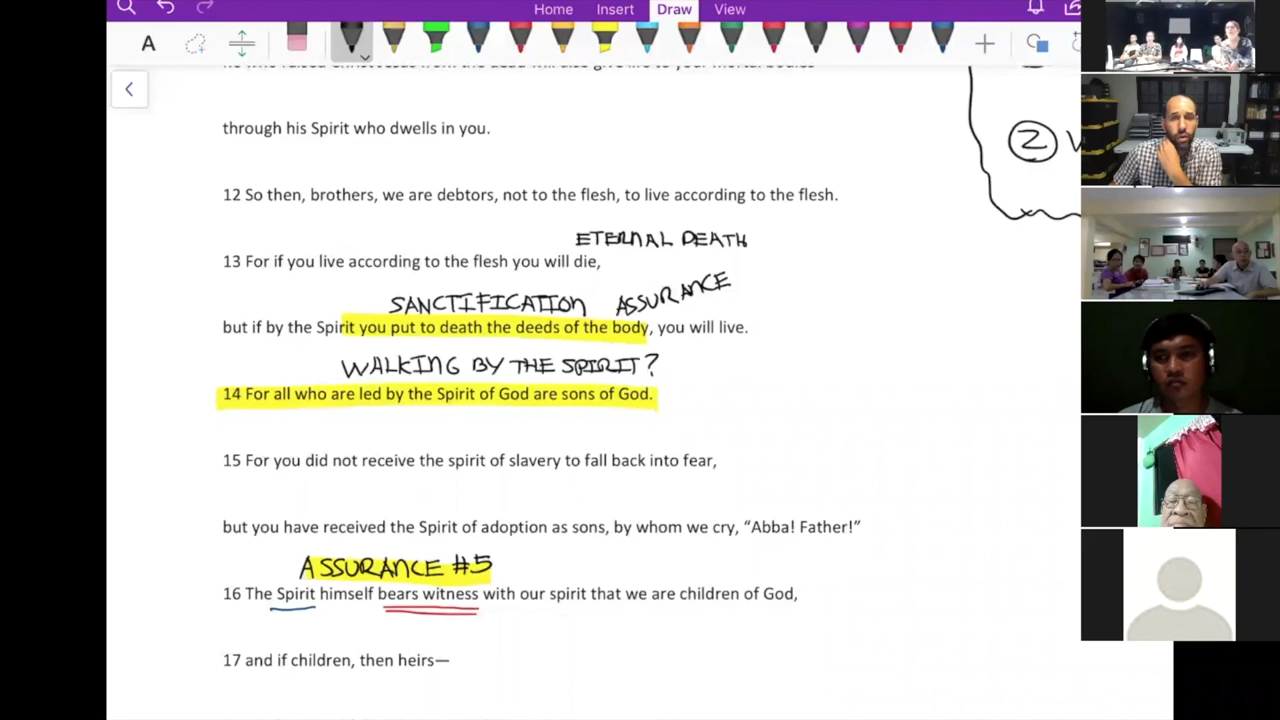 Home Insert Draw View
A
through his Spirit who dwells in you.
2
12 So then, brothers, we are debtors, not to the flesh, to live according to the flesh.
ETERNAL DEATH
13 For if you live according to the flesh you will die,
SANCTIFICATION ASSURANCE
but if by the Spirit you put to death the deeds of the body, you will live.
WALKING BY THE SPIRIT?
14 For all who are led by the Spirit of God are sons of God.
15 For you did not receive the spirit of slavery to fall back into fear,
but you have received the Spirit of adoption as sons, by whom we cry, “Abba! Father!”
ASSURANCE #5
16 The Spirit himself bears witness with our spirit that we are children of God,
17 and if children, then heirs—